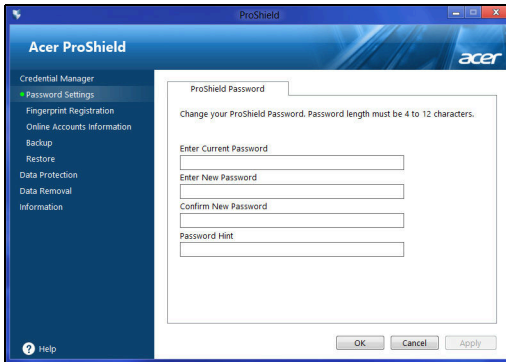 ProShield
Acer ProShield
acer
Credential Manager
Password Settings
Fingerprint Registration
Online Accounts Information
Backup
Restore
Data Protection
Data Removal
Information
Help
ProShield Password
Change your ProShield Password. Password length must be 4 to 12 characters.
Enter Current Password
Enter New Password
Confirm New Password
Password Hint
OK
Cancel
Apply